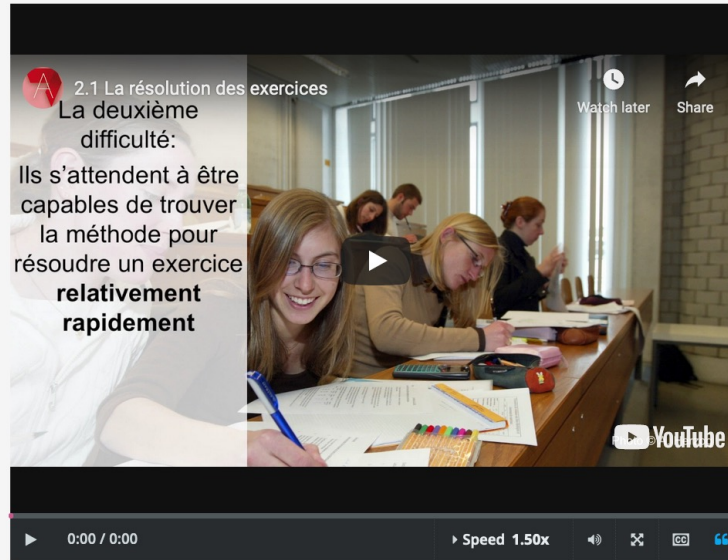 2.1 La résolution des exercices
Watch later
Share
La deuxième
difficulté:
Ils s’attendent à être
capables de trouver
la méthode pour
résoudre un exercice
relativement
rapidement
YouTube
0:00 / 0:00
Speed 1.50x
CC